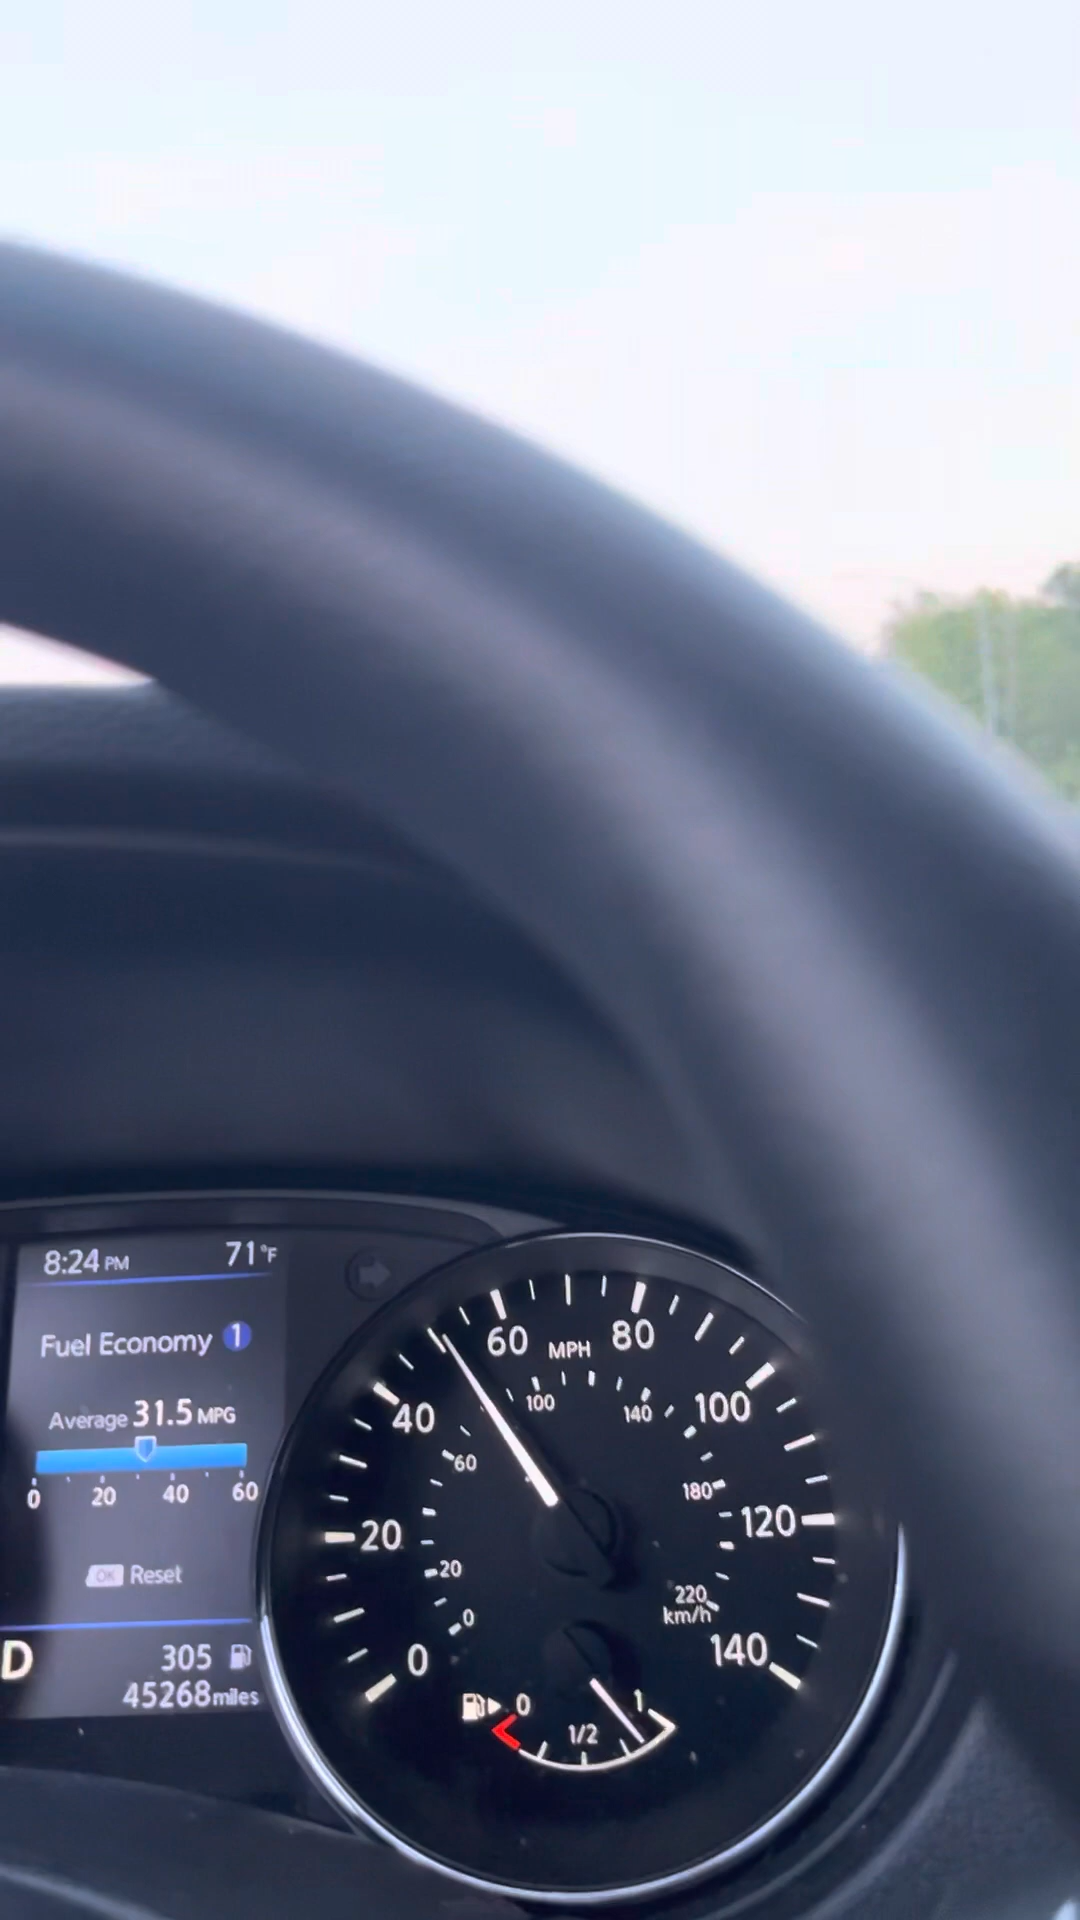 8:24 PM 71°F
Fuel Economy 1
Average 31.5 MPG
0 20 40 60
OK Reset
D 305
45268 miles
0 20 40 60 80 100 120 140
MPH
0 20 60 100 140 180 220
km/h
0 1/2 1